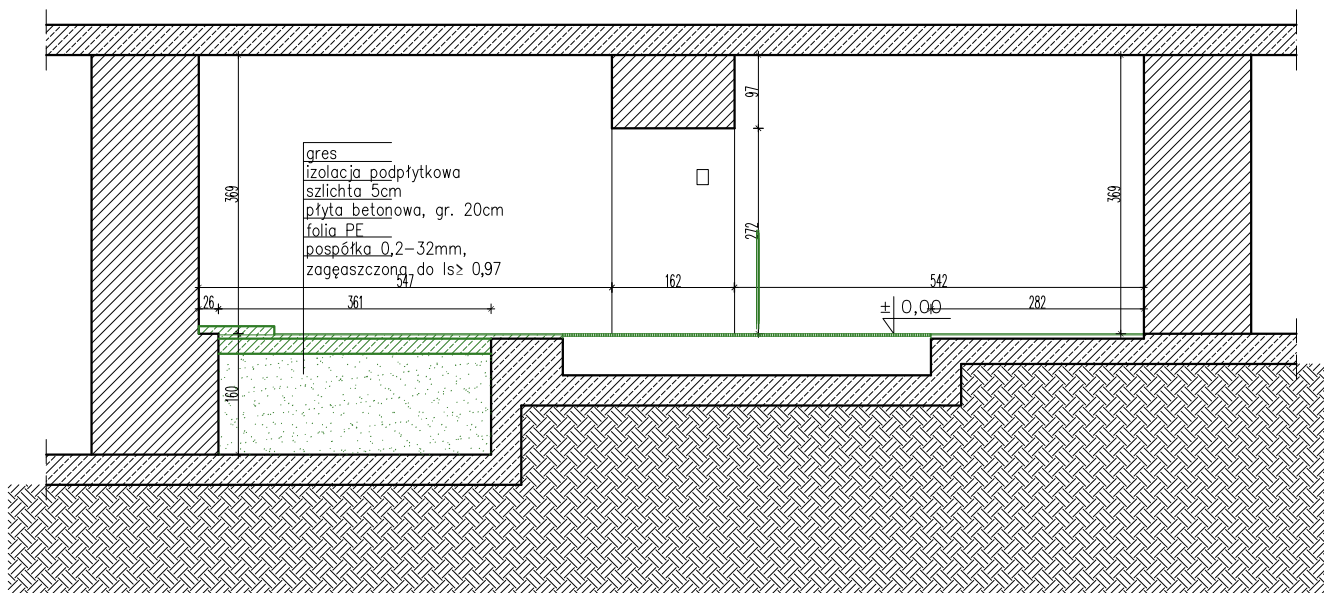 97
gres
izolacja podpłytkowa
szlichta 5cm
369
369
płyta betonowa, gr. 20cm
folia PE
272
pospółka 0,2-32mm,
zagęaszczoną do Is≥ 0,97
547
162
542
26
361
± 0,00
282
160